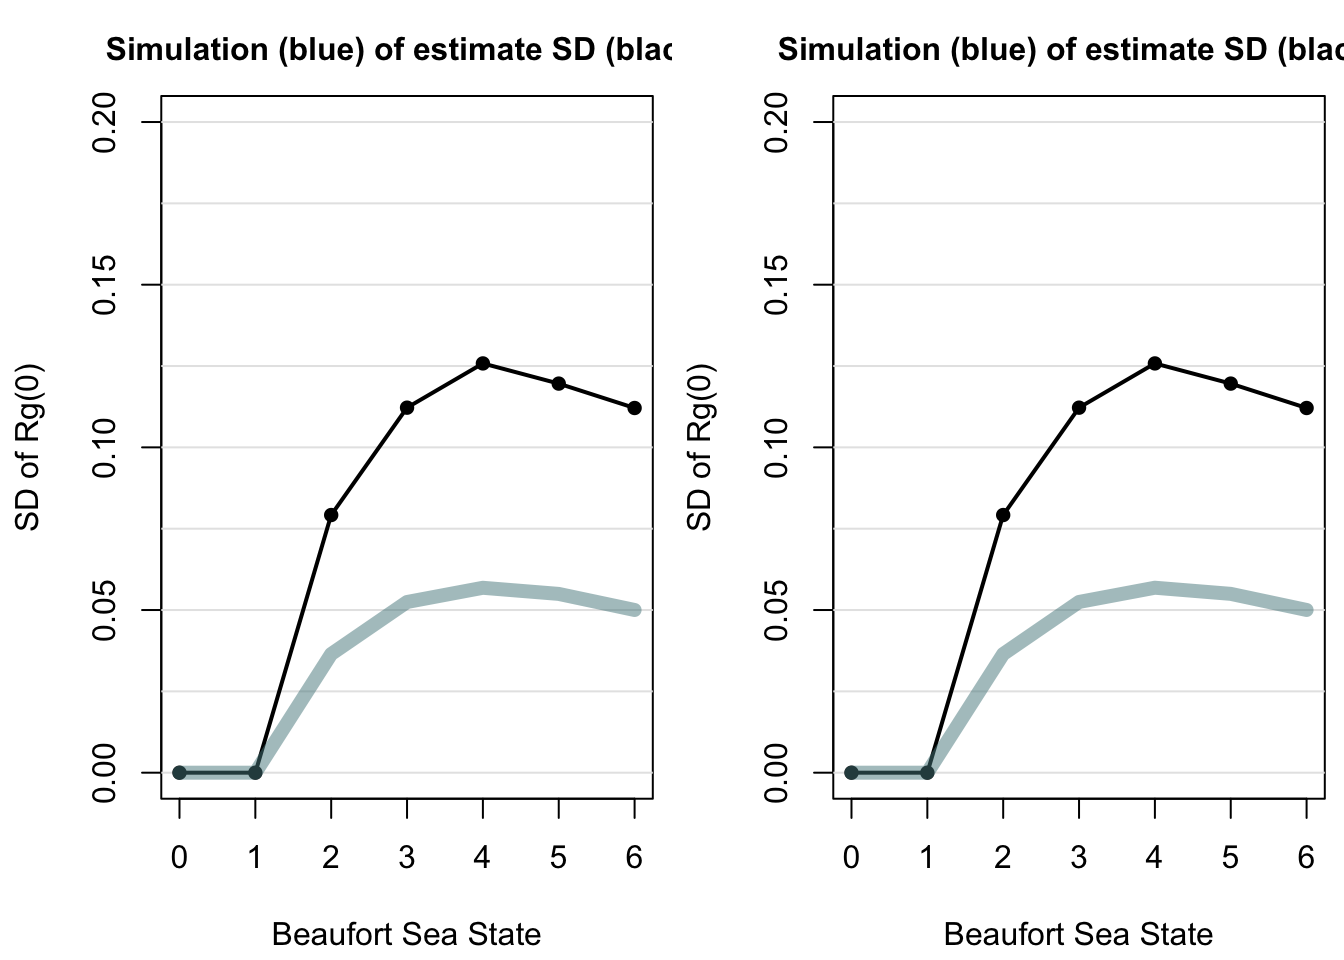 Simulation (blue) of estimate SD (blac
0.20
0.15
0.10
0.05
0.00
SD of Rg(0)
0 1 2 3 4 5 6
Beaufort Sea State
Simulation (blue) of estimate SD (blac
0.20
0.15
0.10
0.05
0.00
SD of Rg(0)
0 1 2 3 4 5 6
Beaufort Sea State